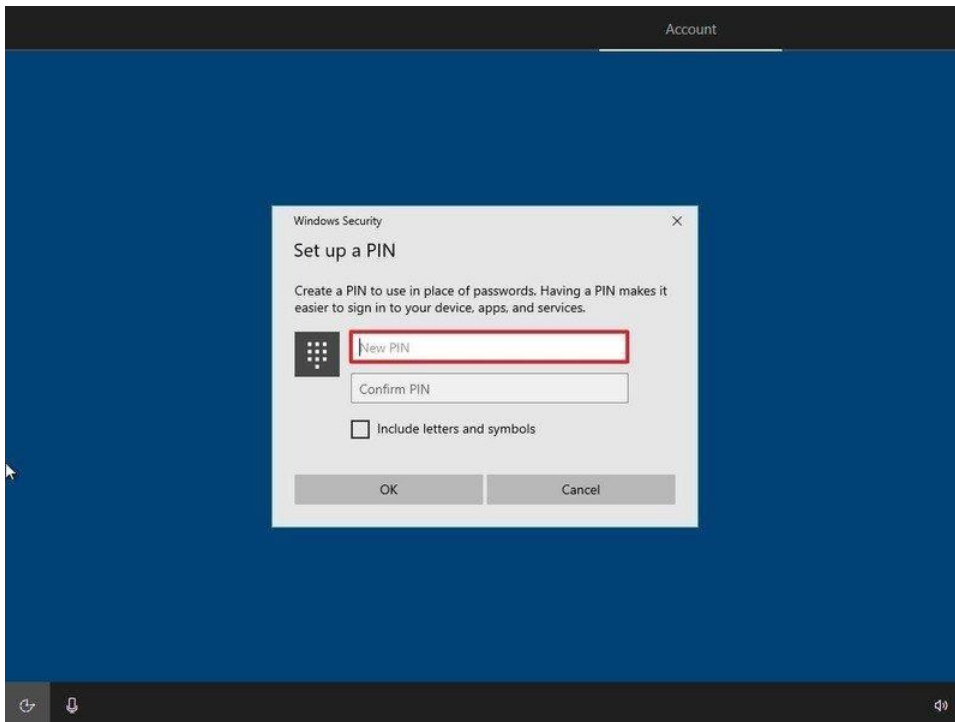 Account
Windows Security
Set up a PIN
Create a PIN to use in place of passwords. Having a PIN makes it
easier to sign in to your device, apps, and services.
New PIN
Confirm PIN
Include letters and symbols
OK Cancel